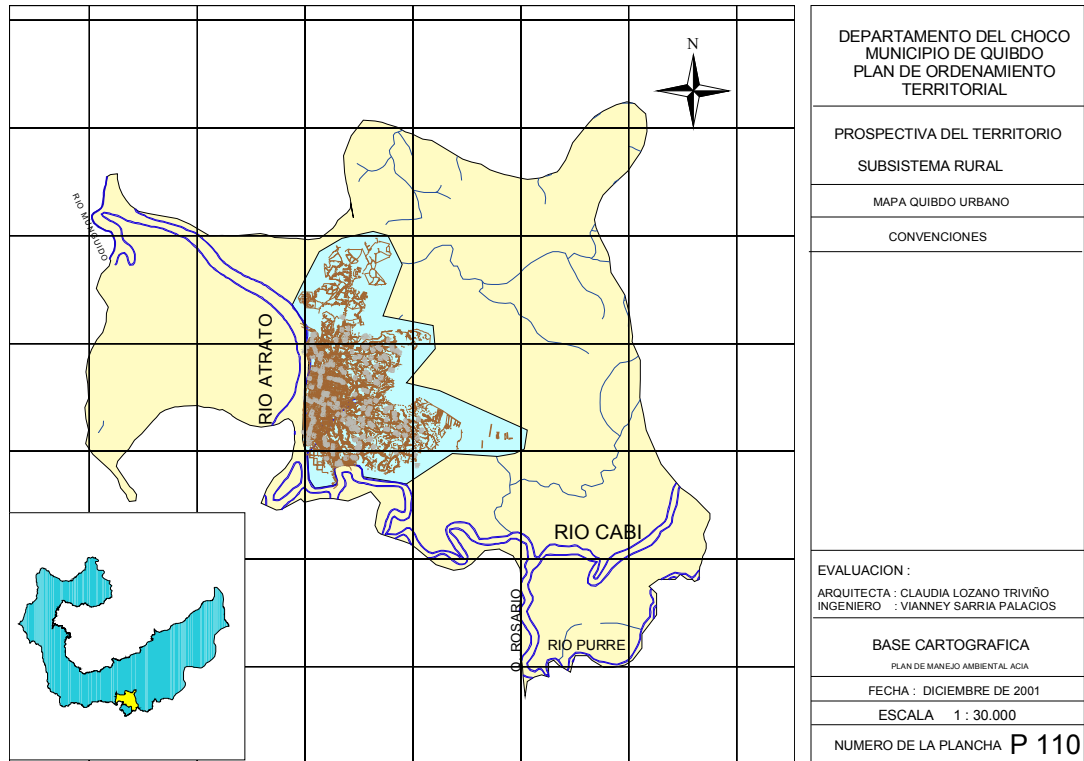 N
RIO MUNGUIDO
RIO ATRATO
RIO CABI
O. ROSARIO
RIO PURRE
DEPARTAMENTO DEL CHOCO
MUNICIPIO DE QUIBDO
PLAN DE ORDENAMIENTO
TERRITORIAL
PROSPECTIVA DEL TERRITORIO
SUBSISTEMA RURAL
MAPA QUIBDO URBANO
CONVENCIONES
EVALUACION :
ARQUITECTA : CLAUDIA LOZANO TRIVIÑO
INGENIERO : VIANNEY SARRIA PALACIOS
BASE CARTOGRAFICA
PLAN DE MANEJO AMBIENTAL ACIA
FECHA : DICIEMBRE DE 2001
ESCALA 1 : 30.000
NUMERO DE LA PLANCHA P 110